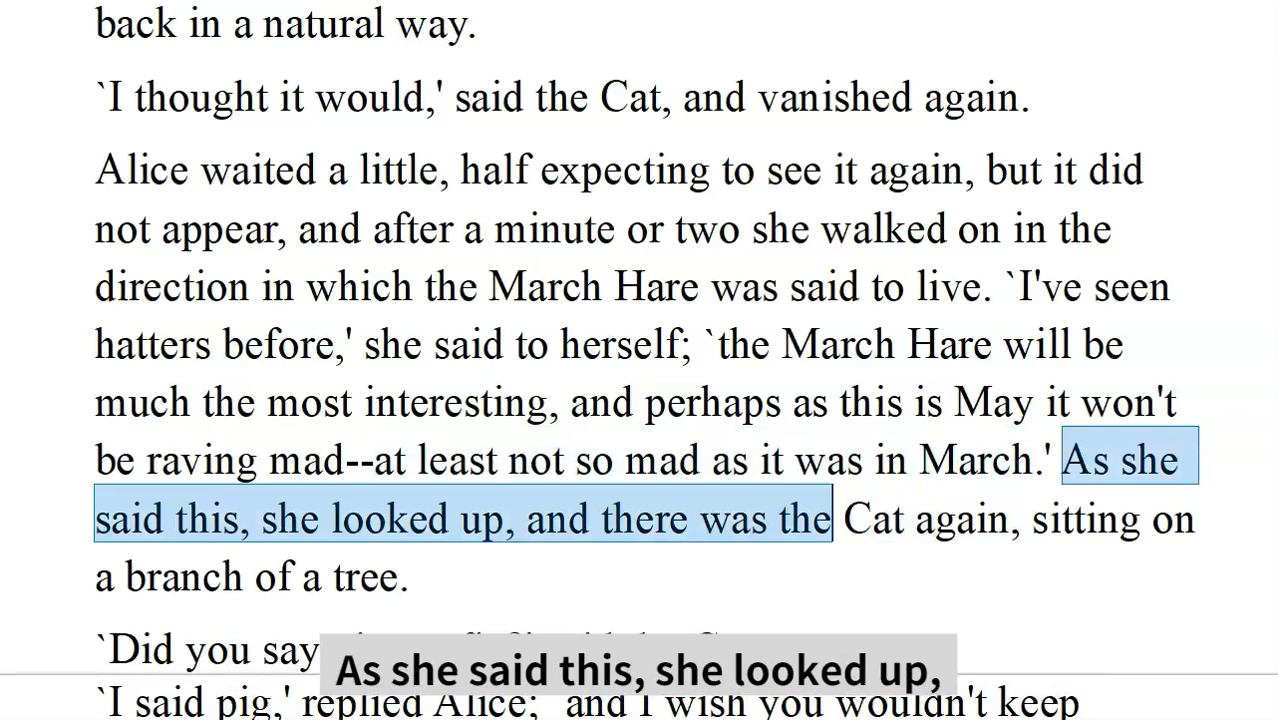 back in a natural way.
`I thought it would,' said the Cat, and vanished again.
Alice waited a little, half expecting to see it again, but it did
not appear, and after a minute or two she walked on in the
direction in which the March Hare was said to live. `I've seen
hatters before,' she said to herself; `the March Hare will be
much the most interesting, and perhaps as this is May it won't
be raving mad--at least not so mad as it was in March.' As she
said this, she looked up, and there was the Cat again, sitting on
a branch of a tree.
`Did you say
As she said this, she looked up,
`I said pig,' replied Alice; `and I wish you wouldn't keep